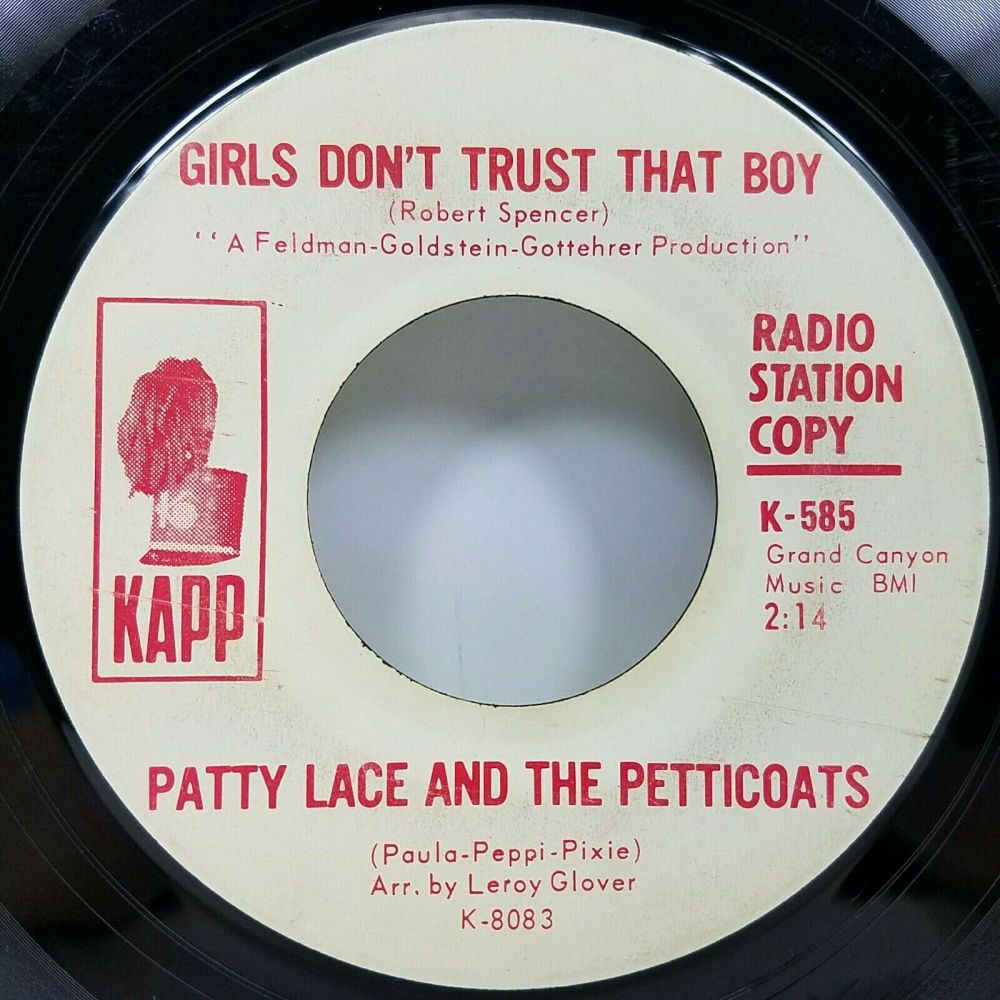 GIRLS DON'T TRUST THAT BOY
(Robert Spencer)
‘‘A Feldman-Goldstein-Gottehrer Production’’
KAPP
RADIO
STATION
COPY
K-585
Grand Canyon
Music BMI
2:14
PATTY LACE AND THE PETTICOATS
(Paula-Peppi-Pixie)
Arr. by Leroy Glover
K-8083